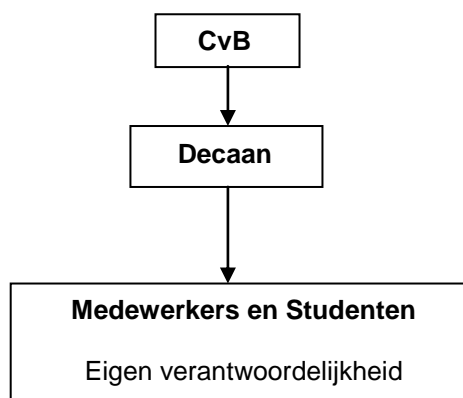 CvB
Decaan
Medewerkers en Studenten
Eigen verantwoordelijkheid